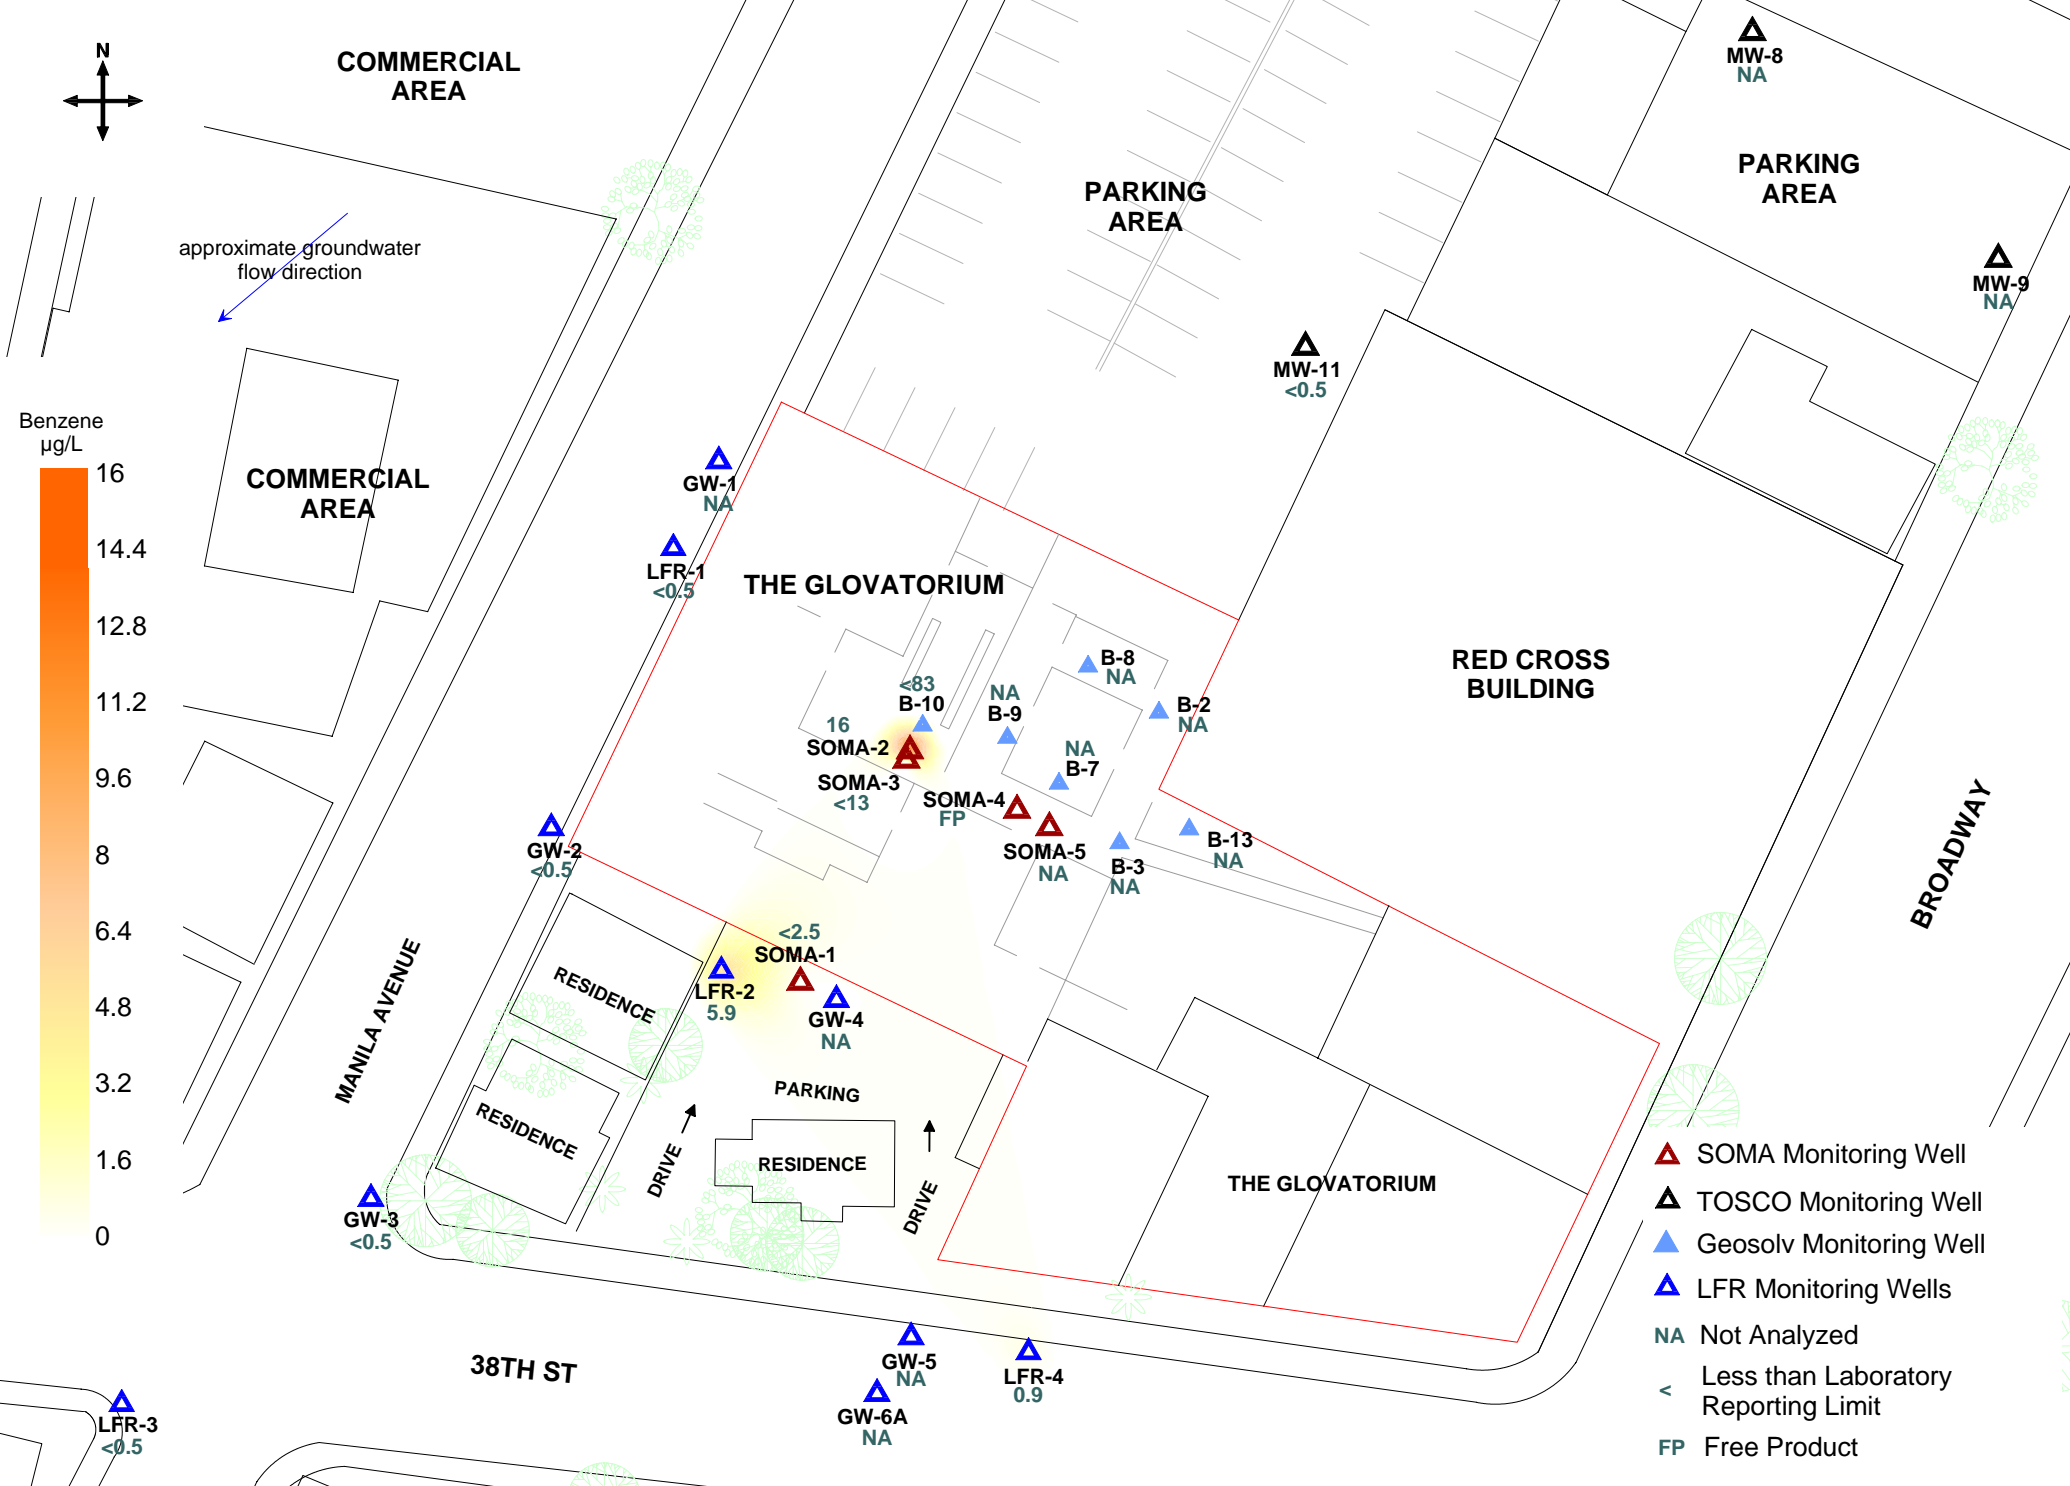 N
COMMERCIAL
AREA
MW-8
NA
PARKING
AREA
PARKING
AREA
approximate groundwater
flow direction
MW-9
NA
MW-11
<0.5
Benzene
µg/L
16
14.4
12.8
11.2
9.6
8
6.4
4.8
3.2
1.6
0
COMMERCIAL
AREA
GW-1
NA
LFR-1
<0.5
THE GLOVATORIUM
RED CROSS
BUILDING
B-8
NA
<83
B-10
NA
B-9
B-2
NA
16
SOMA-2
SOMA-3
<13
NA
B-7
SOMA-4
FP
SOMA-5
NA
B-3
NA
B-13
NA
GW-2
<0.5
BROADWAY
<2.5
SOMA-1
LFR-2
5.9
GW-4
NA
RESIDENCE
MANILA AVENUE
PARKING
RESIDENCE
DRIVE
RESIDENCE
DRIVE
THE GLOVATORIUM
GW-3
<0.5
38TH ST
GW-5
NA
LFR-4
0.9
GW-6A
NA
LFR-3
<0.5
SOMA Monitoring Well
TOSCO Monitoring Well
Geosolv Monitoring Well
LFR Monitoring Wells
NA Not Analyzed
< Less than Laboratory
Reporting Limit
FP Free Product